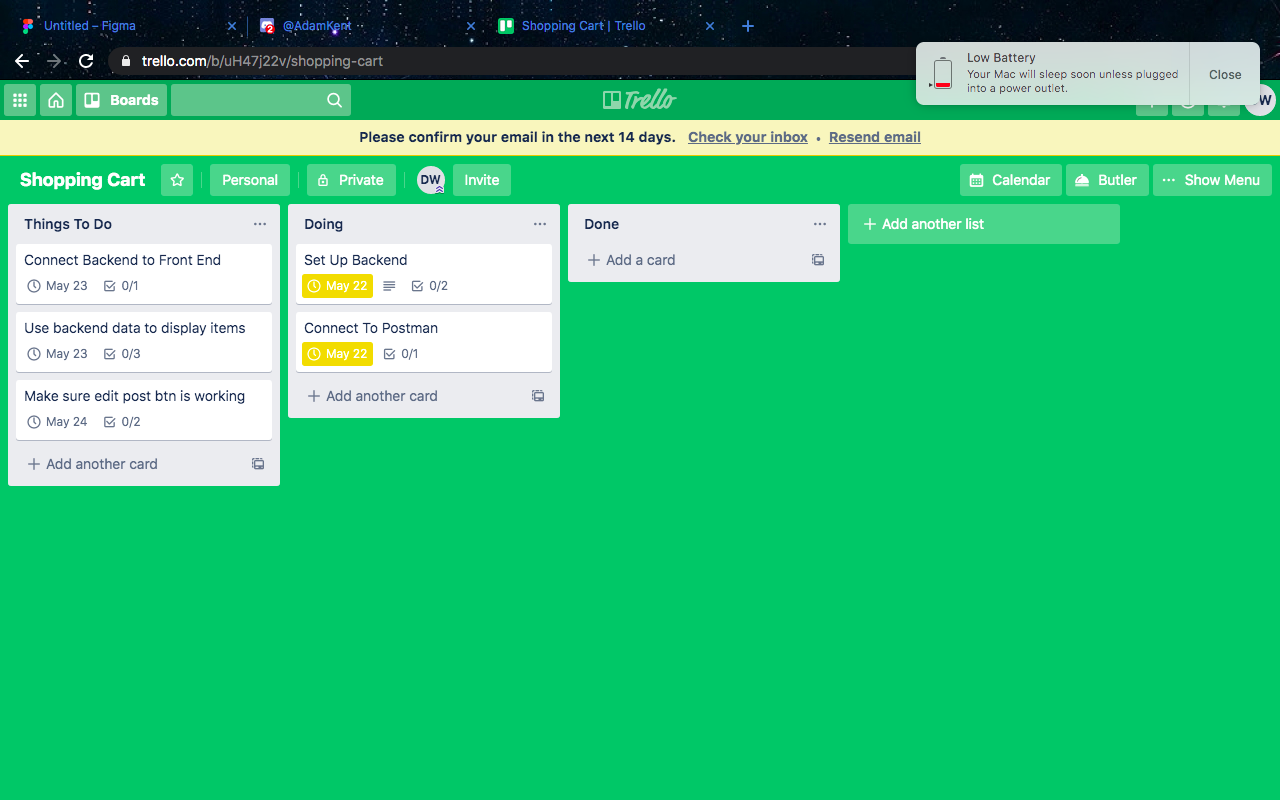 Untitled – Figma
@AdamKent
Shopping Cart | Trello
trello.com/b/uH47j22v/shopping-cart
Low Battery
Your Mac will sleep soon unless plugged
into a power outlet.
Close
Boards
Trello
W
Please confirm your email in the next 14 days. Check your inbox • Resend email
Shopping Cart
Personal
Private
DW
Invite
Calendar
Butler
Show Menu
Things To Do
Connect Backend to Front End
May 23 0/1
Use backend data to display items
May 23 0/3
Make sure edit post btn is working
May 24 0/2
+ Add another card
Doing
Set Up Backend
May 22 0/2
Connect To Postman
May 22 0/1
+ Add another card
Done
+ Add a card
+ Add another list